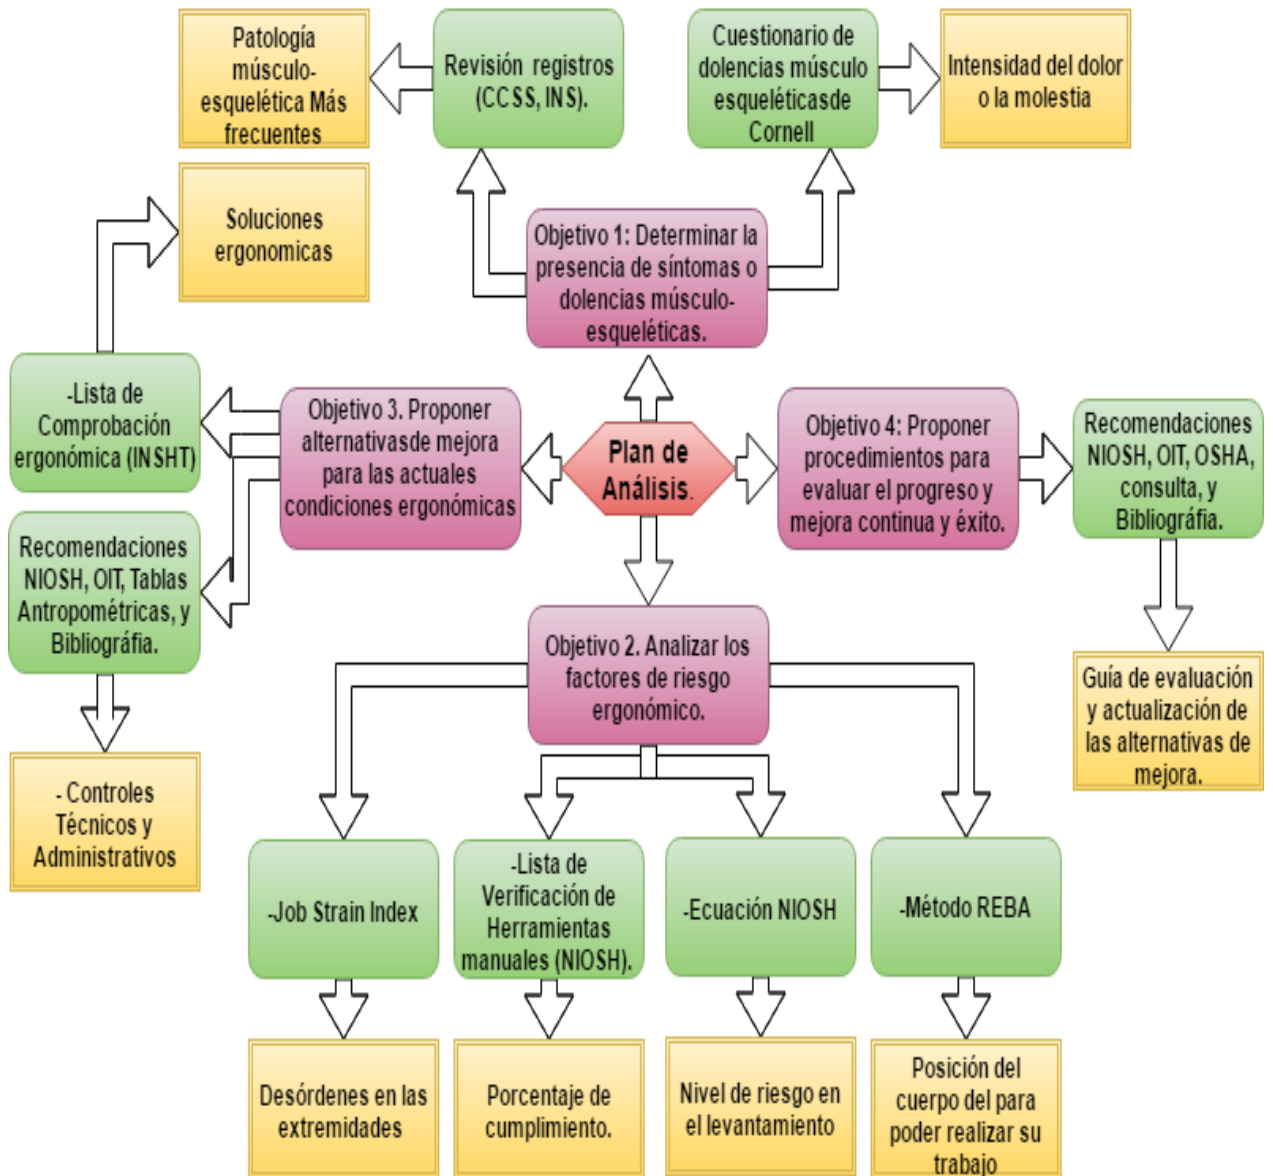 Patología
músculo-
esquelética Más
frecuentes
Revisión registros
(CCSS, INS).
Cuestionario de
dolencias músculo
esqueléticasde
Cornell
Intensidad del dolor
o la molestia
Soluciones
ergonomicas
Objetivo 1: Determinar la
presencia de síntomas o
dolencias músculo-
esqueléticas.
-Lista de
Comprobación
ergonómica (INSHT)
Objetivo 3. Proponer
alternativasde mejora
para las actuales
condiciones ergonómicas
Plan de
Análisis.
Objetivo 4: Proponer
procedimientos para
evaluar el progreso y
mejora continua y éxito.
Recomendaciones
NIOSH, OIT, OSHA,
consulta, y
Bibliográfia.
Recomendaciones
NIOSH, OIT, Tablas
Antropométricas, y
Bibliográfia.
Objetivo 2. Analizar los
factores de riesgo
ergonómico.
Guía de evaluación
y actualización de
las alternativas de
mejora.
- Controles
Técnicos y
Administrativos
-Job Strain Index
-Lista de
Verificación de
Herramientas
manuales (NIOSH).
-Ecuación NIOSH
-Método REBA
Desórdenes en las
extremidades
Porcentaje de
cumplimiento.
Nivel de riesgo en
el levantamiento
Posición del
cuerpo del para
poder realizar su
trabajo